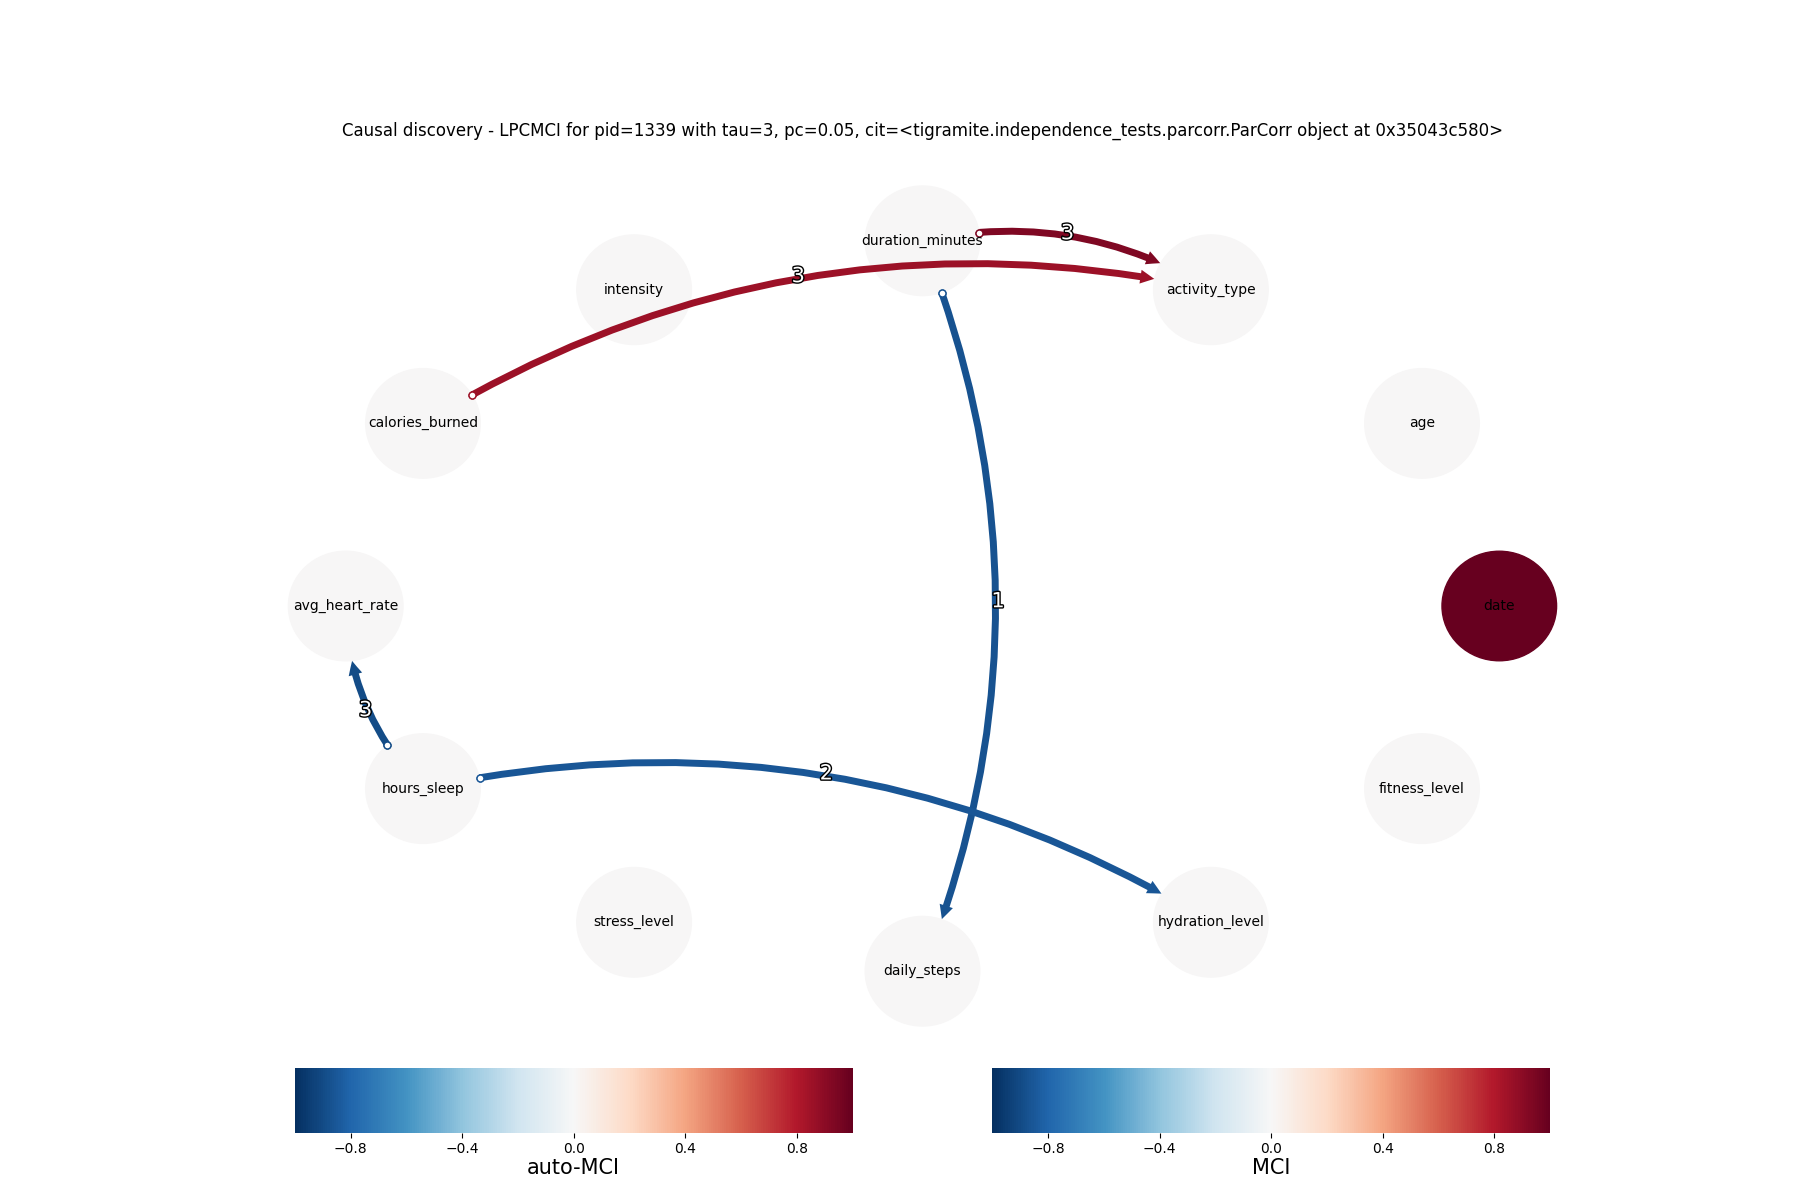 Causal discovery - LPCMCI for pid=1339 with tau=3, pc=0.05, cit=<tigramite.independence_tests.parcorr.ParCorr object at 0x35043c580>
duration_minutes
3
3
intensity
activity_type
calories_burned
age
avg_heart_rate
1
date
3
2
hours_sleep
fitness_level
stress_level
hydration_level
daily_steps
−0.8 −0.4 0.0 0.4 0.8
auto-MCI
−0.8 −0.4 0.0 0.4 0.8
MCI